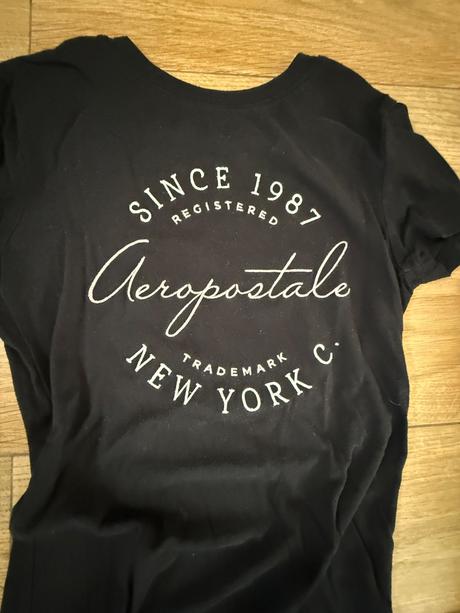 SINCE 1987
REGISTERED
Aeropostale
TRADEMARK
NEW YORK C.